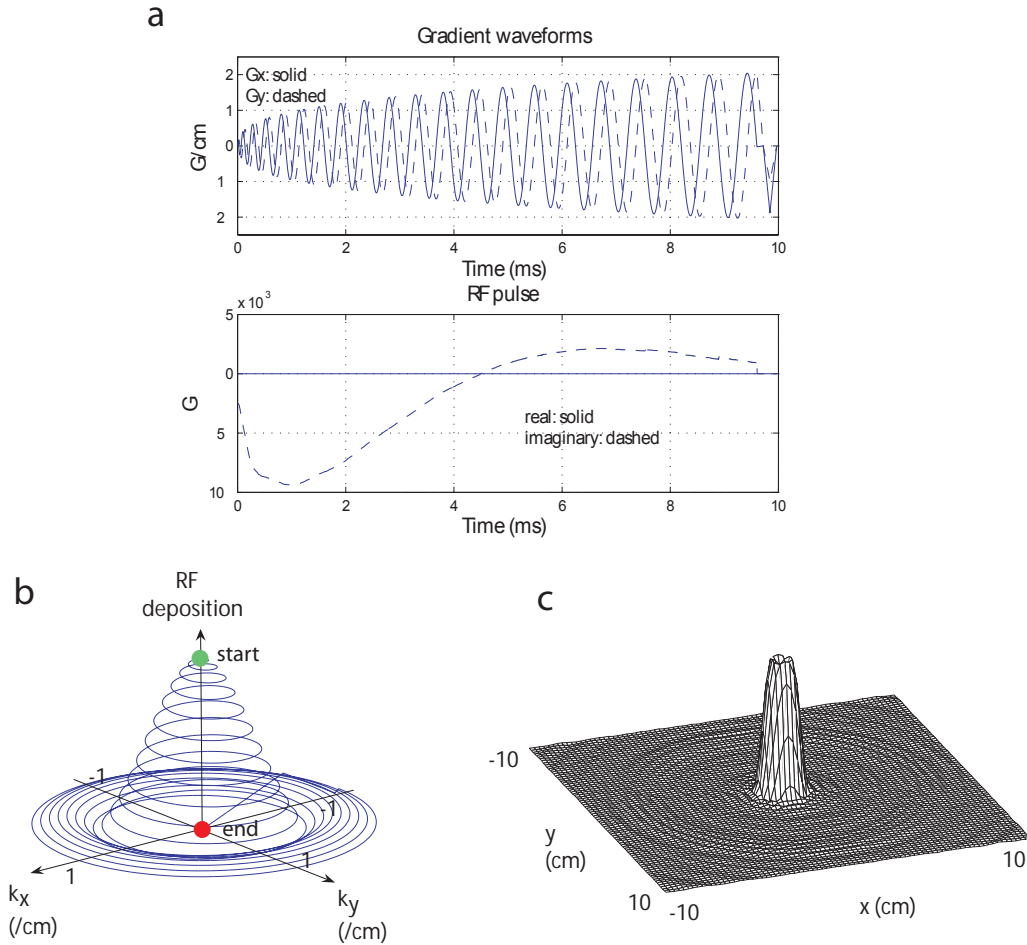 a
Gradient waveforms
Gx: solid
Gy: dashed
G/cm
2
1
0
1
2
0 2 4 6 8 10
Time (ms)
RF pulse
x 10 3
G
5
0
5
10
real: solid
imaginary: dashed
0 2 4 6 8 10
Time (ms)
b
RF
deposition
start
-1
-1
end
1
1
kx
(/cm)
ky
(/cm)
c
-10
y
(cm)
10
-10
x (cm)
10